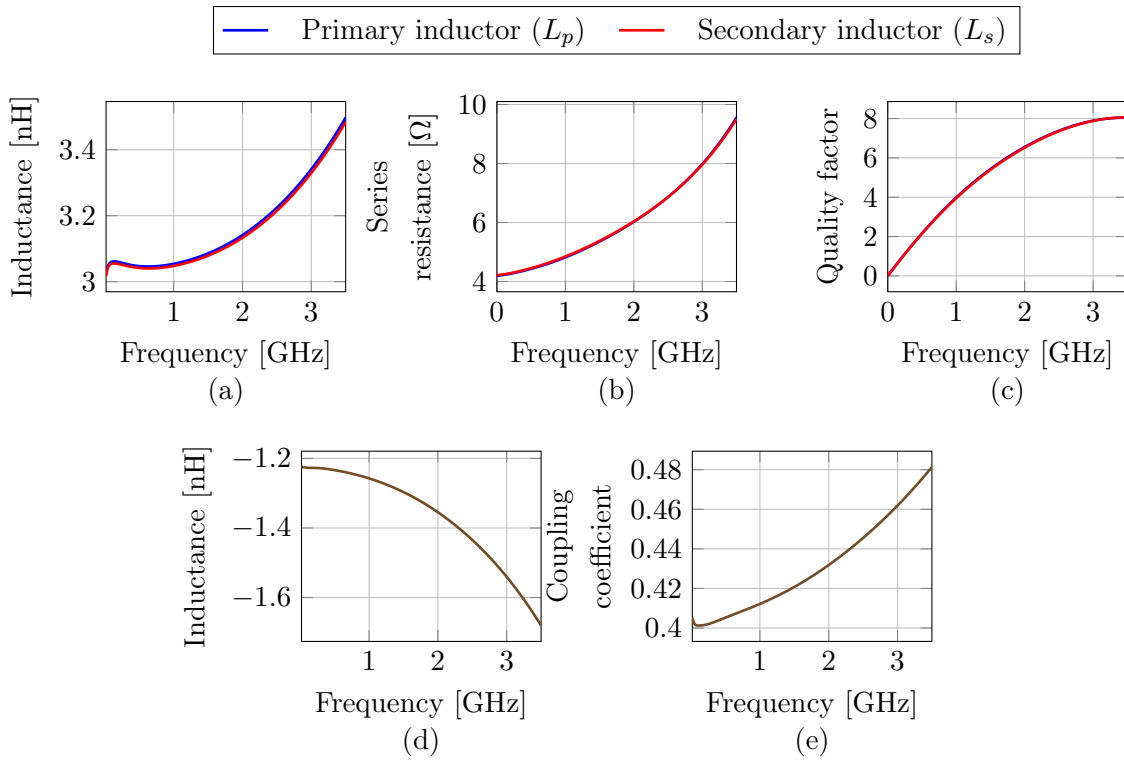 Primary inductor (Lₚ) Secondary inductor (Lₛ)
Inductance [nH]
3.4
3.2
3
1 2 3
Frequency [GHz]
(a)
Series
resistance [Ω]
10
8
6
4
0 1 2 3
Frequency [GHz]
(b)
Quality factor
8
6
4
2
0
0 1 2 3
Frequency [GHz]
(c)
Inductance [nH]
−1.2
−1.4
−1.6
1 2 3
Frequency [GHz]
(d)
Coupling
coefficient
0.48
0.46
0.44
0.42
0.4
1 2 3
Frequency [GHz]
(e)